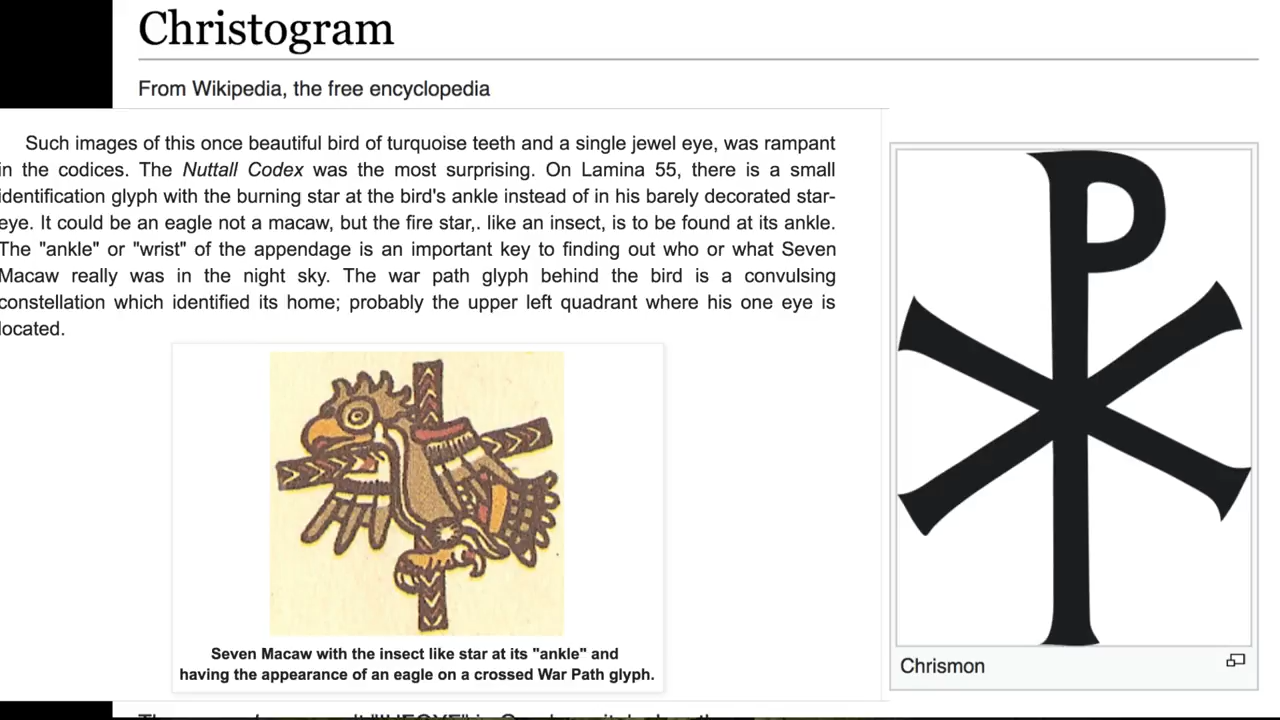 Christogram
From Wikipedia, the free encyclopedia
Such images of this once beautiful bird of turquoise teeth and a single jewel eye, was rampant
in the codices. The Nuttall Codex was the most surprising. On Lamina 55, there is a small
identification glyph with the burning star at the bird's ankle instead of in his barely decorated star-
eye. It could be an eagle not a macaw, but the fire star,. like an insect, is to be found at its ankle.
The "ankle" or "wrist" of the appendage is an important key to finding out who or what Seven
Macaw really was in the night sky. The war path glyph behind the bird is a convulsing
constellation which identified its home; probably the upper left quadrant where his one eye is
located.
Seven Macaw with the insect like star at its "ankle" and
having the appearance of an eagle on a crossed War Path glyph.
Chrismon